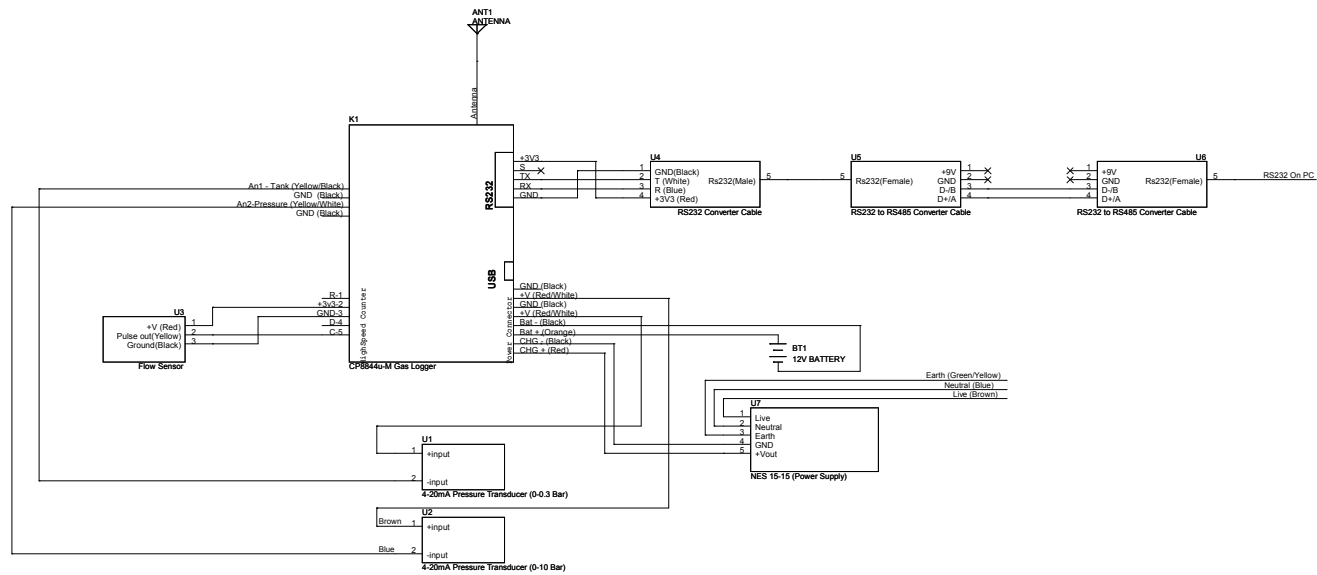 ANT1
ANTENNA
Antenna
K1
An1 - Tank (Yellow/Black)
GND (Black)
An2-Pressure (Yellow/White)
GND (Black)
R-1
+3v3-2
GND-3
D-4
C-5
HighSpeed Counter
RS232
+3V3
S
TX
RX
GND
USB
Power Connector
GND (Black)
+V (Red/White)
GND (Black)
+V (Red/White)
Bat - (Black)
Bat + (Orange)
CHG - (Black)
CHG + (Red)
CP8844u-M Gas Logger
U3
+V (Red) 1
Pulse out(Yellow) 2
Ground(Black) 3
Flow Sensor
U4
1 GND(Black)
2 T (White)
3 R (Blue)
4 +3V3 (Red)
Rs232(Male) 5
RS232 Converter Cable
U5
5 Rs232(Female)
+9V 1
GND 2
D-/B 3
D+/A 4
RS232 to RS485 Converter Cable
U6
1 +9V
2 GND
3 D-/B
4 D+/A
Rs232(Female) 5
RS232 On PC
RS232 to RS485 Converter Cable
BT1
12V BATTERY
Earth (Green/Yellow)
Neutral (Blue)
Live (Brown)
U7
1 Live
2 Neutral
3 Earth
4 GND
5 +Vout
NES 15-15 (Power Supply)
U1
1 +input
2 -input
4-20mA Pressure Transducer (0-0.3 Bar)
U2
Brown 1 +input
Blue 2 -input
4-20mA Pressure Transducer (0-10 Bar)